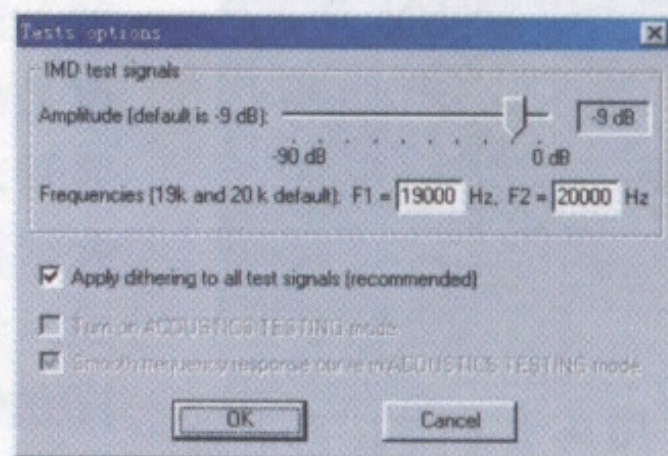 Tests options
IMD test signals
Amplitude (default is -9 dB): -9 dB
-90 dB 0 dB
Frequencies (19k and 20 k default): F1 = 19000 Hz, F2 = 20000 Hz
Apply dithering to all test signals (recommended)
Turn on ACOUSTICS TESTING mode
Smooth frequency response curve in ACOUSTICS TESTING mode
OK Cancel